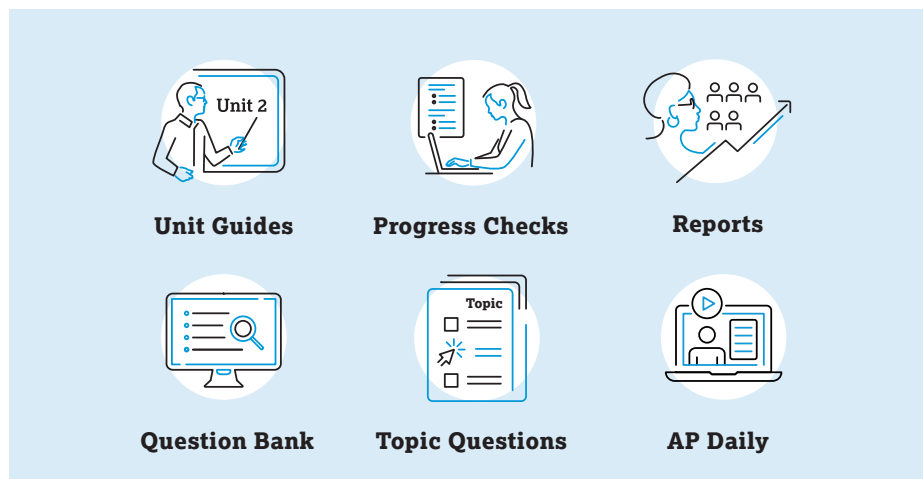 Unit 2
Unit Guides
Progress Checks
Reports
Topic
Question Bank
Topic Questions
AP Daily